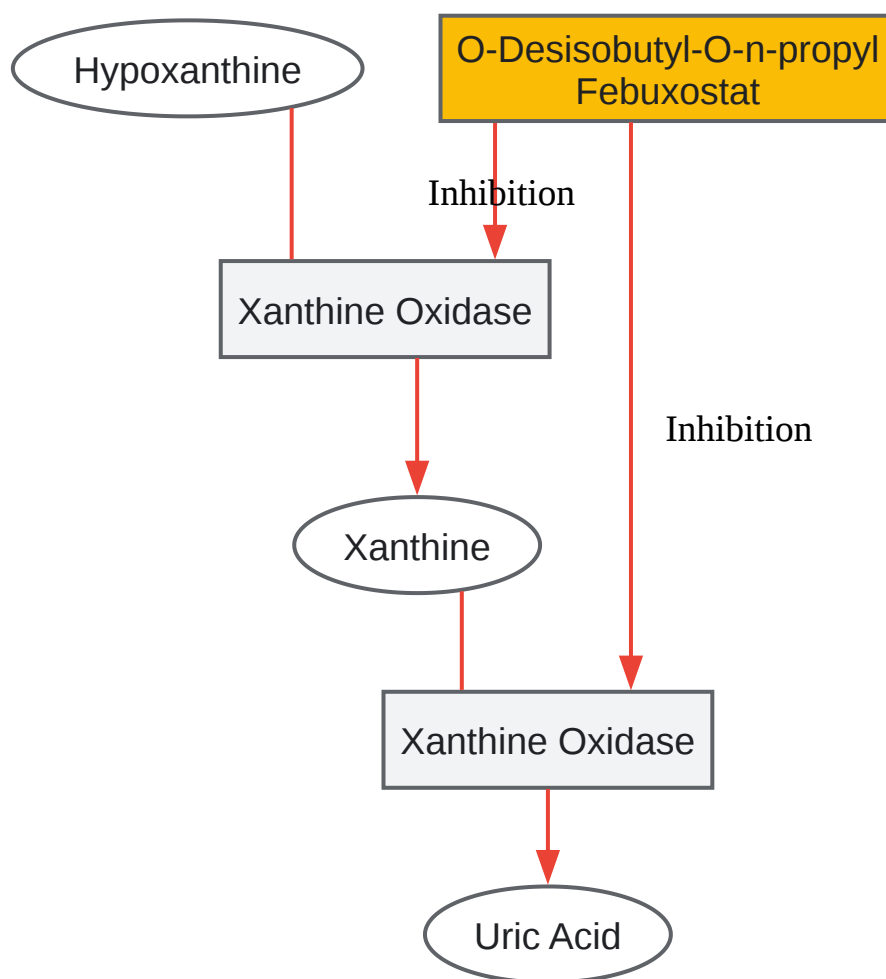 Hypoxanthine
O-Desisobutyl-O-n-propyl
Febuxostat
Inhibition
Xanthine Oxidase
Inhibition
Xanthine
Xanthine Oxidase
Uric Acid